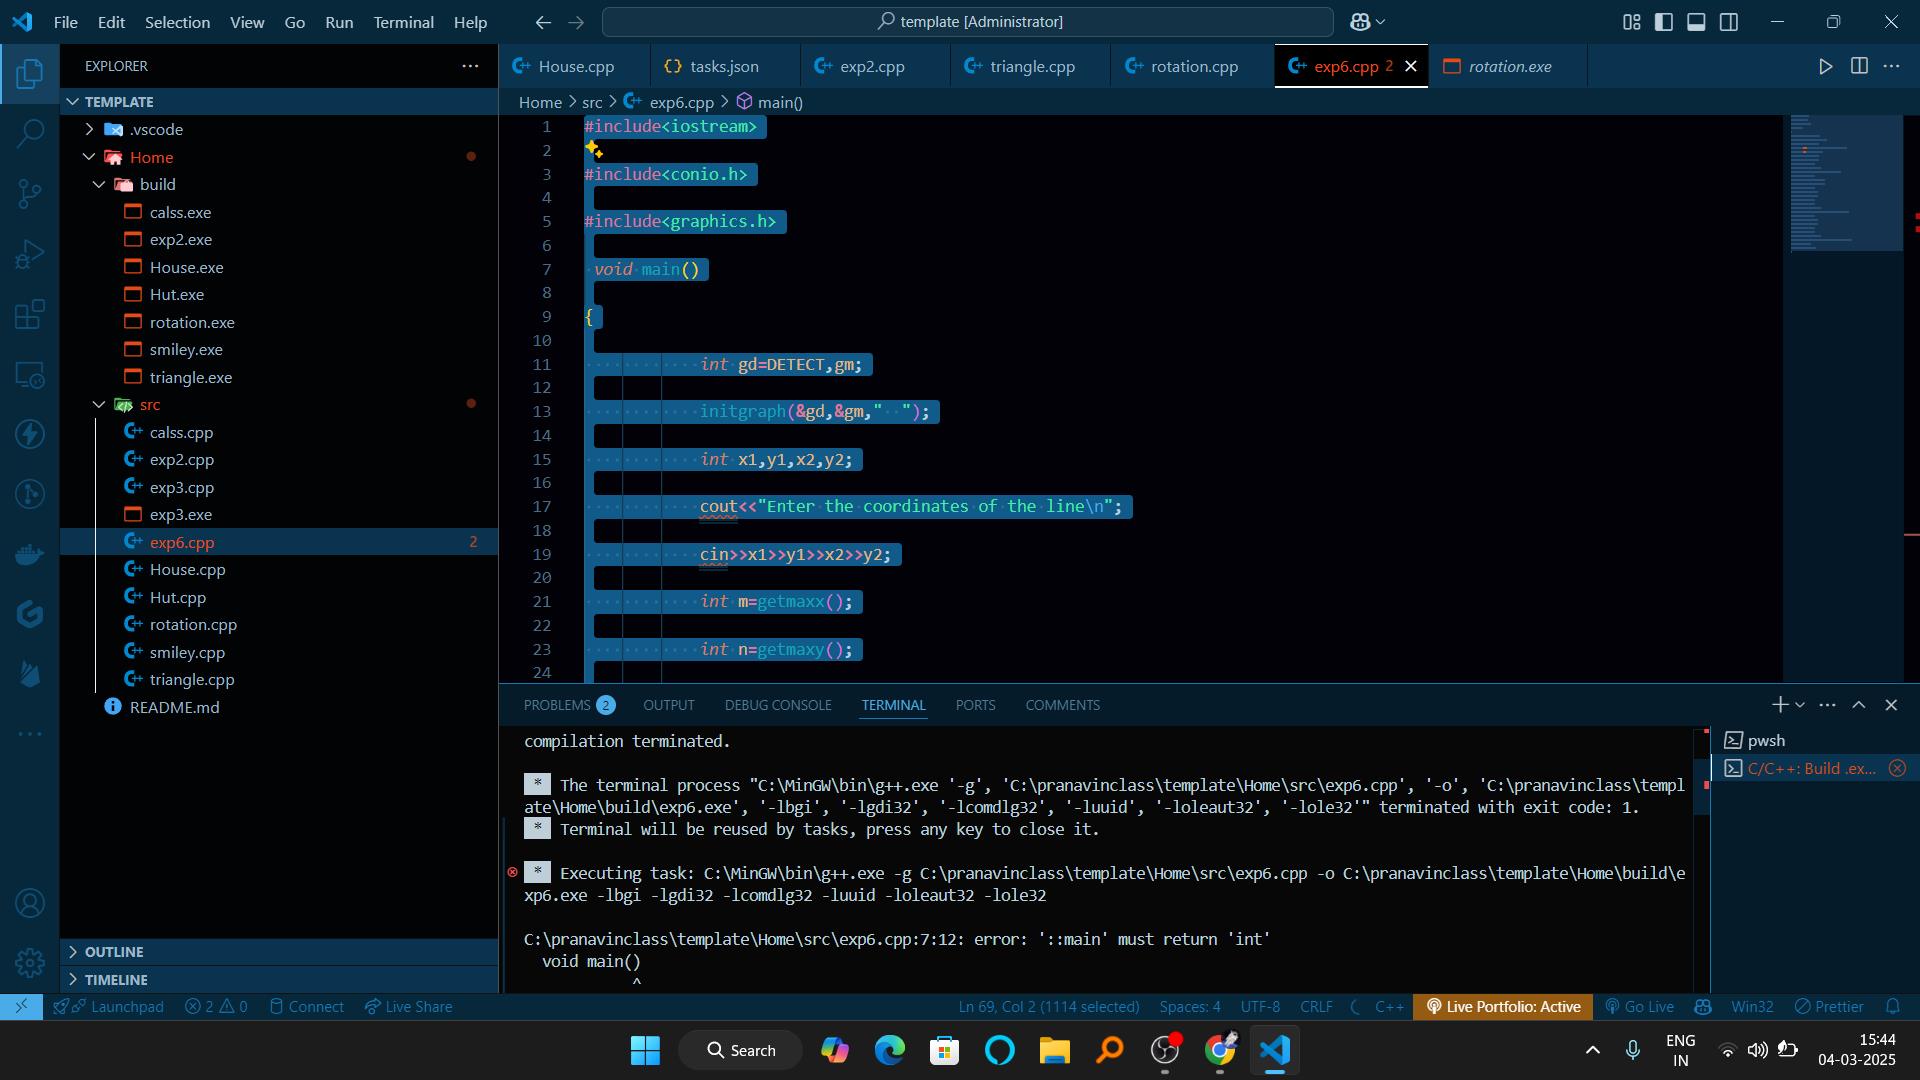 File Edit Selection View Go Run Terminal Help
template [Administrator]
EXPLORER
TEMPLATE
.vscode
Home
build
calss.exe
exp2.exe
House.exe
Hut.exe
rotation.exe
smiley.exe
triangle.exe
src
calss.cpp
exp2.cpp
exp3.cpp
exp3.exe
exp6.cpp 2
House.cpp
Hut.cpp
rotation.cpp
smiley.cpp
triangle.cpp
README.md
OUTLINE
TIMELINE
House.cpp tasks.json exp2.cpp triangle.cpp rotation.cpp exp6.cpp 2 rotation.exe
Home > src > exp6.cpp > main()
1 #include<iostream>
2
3 #include<conio.h>
4
5 #include<graphics.h>
6
7 void main()
8
9 {
10
11 int gd=DETECT,gm;
12
13 initgraph(&gd,&gm,"  ");
14
15 int x1,y1,x2,y2;
16
17 cout<<"Enter the coordinates of the line\n";
18
19 cin>>x1>>y1>>x2>>y2;
20
21 int m=getmaxx();
22
23 int n=getmaxy();
24
PROBLEMS 2 OUTPUT DEBUG CONSOLE TERMINAL PORTS COMMENTS
compilation terminated.
* The terminal process "C:\MinGW\bin\g++.exe '-g', 'C:\pranavinclass\template\Home\src\exp6.cpp', '-o', 'C:\pranavinclass\templ
ate\Home\build\exp6.exe', '-lbgi', '-lgdi32', '-lcomdlg32', '-luuid', '-loleaut32', '-lole32'" terminated with exit code: 1.
* Terminal will be reused by tasks, press any key to close it.
* Executing task: C:\MinGW\bin\g++.exe -g C:\pranavinclass\template\Home\src\exp6.cpp -o C:\pranavinclass\template\Home\build\e
xp6.exe -lbgi -lgdi32 -lcomdlg32 -luuid -loleaut32 -lole32
C:\pranavinclass\template\Home\src\exp6.cpp:7:12: error: '::main' must return 'int'
void main()
^
pwsh
C/C++: Build .ex...
Launchpad 2 0 Connect Live Share
Ln 69, Col 2 (1114 selected) Spaces: 4 UTF-8 CRLF C++ Live Portfolio: Active Go Live Win32 Prettier
Search
ENG
IN
15:44
04-03-2025